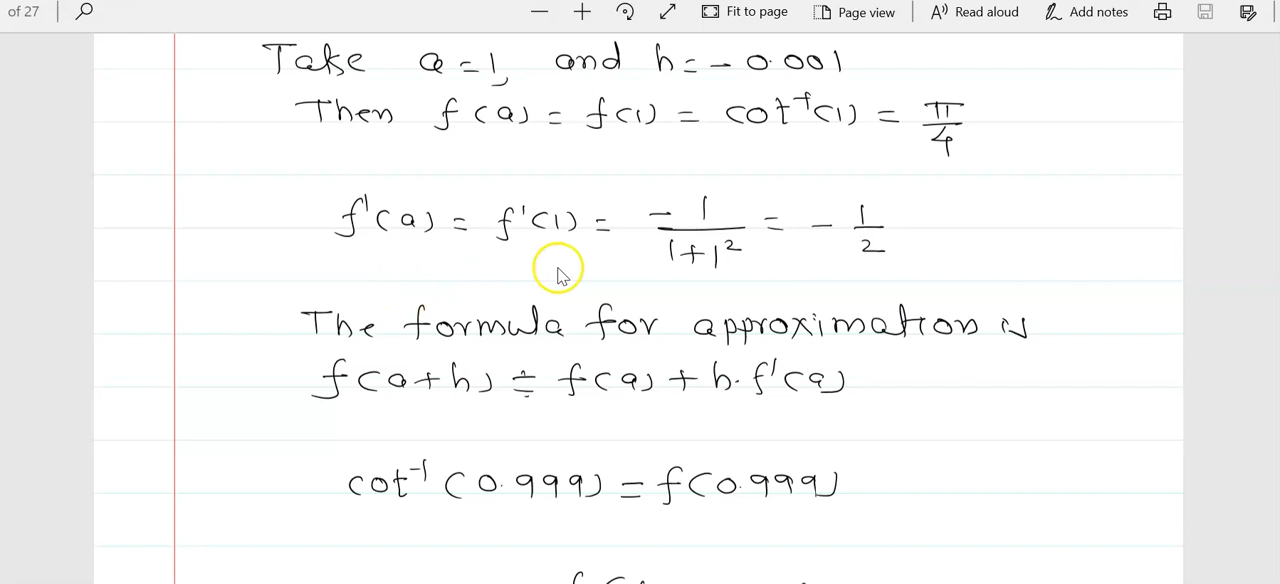 of 27 Fit to page Page view Read aloud Add notes
Take a = 1, and h = - 0.001
Then f(a) = f(1) = cot⁻¹(1) = π/4
f'(a) = f'(1) = -1/(1+1²) = - 1/2
The formula for approximation is
f(a+h) ≑ f(a) + h. f'(a)
cot⁻¹(0.999) = f(0.999)